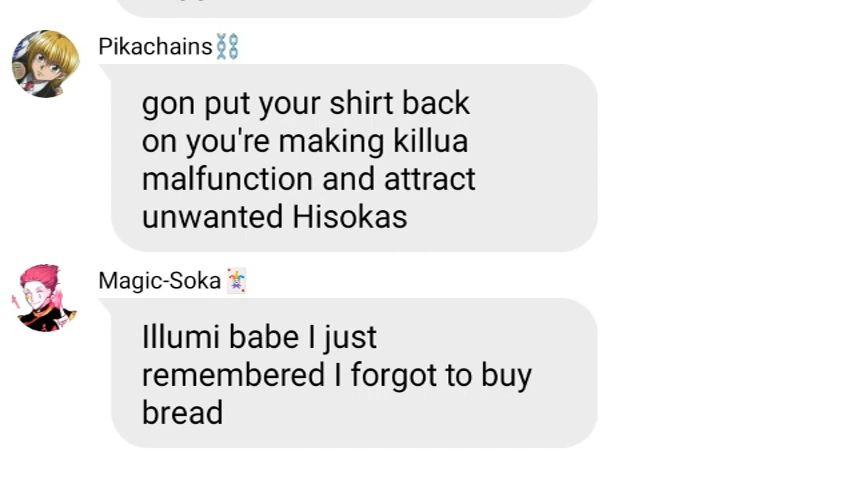 Pikachains⛓️
gon put your shirt back
on you're making killua
malfunction and attract
unwanted Hisokas
Magic-Soka🃏
Illumi babe I just
remembered I forgot to buy
bread